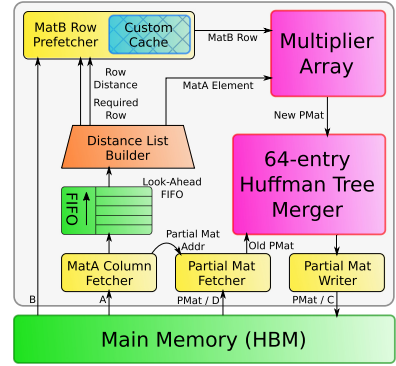 MatB Row
Prefetcher
Custom
Cache
MatB Row
Multiplier
Array
Row
Distance
MatA Element
Required
Row
New PMat
Distance List
Builder
64-entry
Huffman Tree
Merger
Look-Ahead
FIFO
FIFO
Partial Mat
Addr
Old PMat
MatA Column
Fetcher
Partial Mat
Fetcher
Partial Mat
Writer
B
A
PMat / D
PMat / C
Main Memory (HBM)